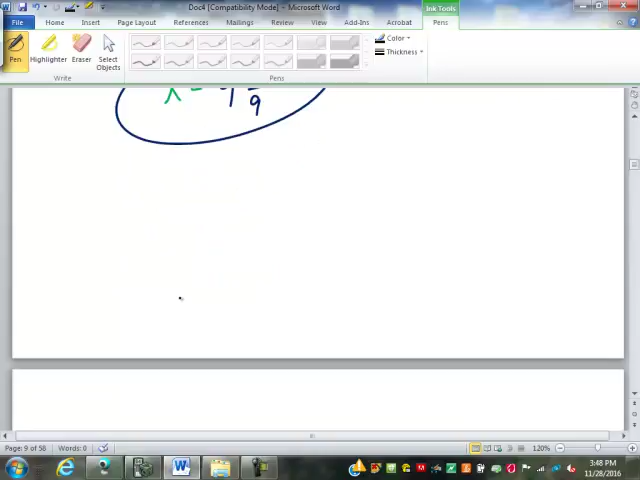 Doc4 [Compatibility Mode] - Microsoft Word
Ink Tools
File Home Insert Page Layout References Mailings Review View Add-Ins Acrobat Pens
Pen Highlighter Eraser Select Objects
Color
Thickness
Write
Pens
9
Page: 9 of 58 Words: 0
120%
3:48 PM
11/28/2016